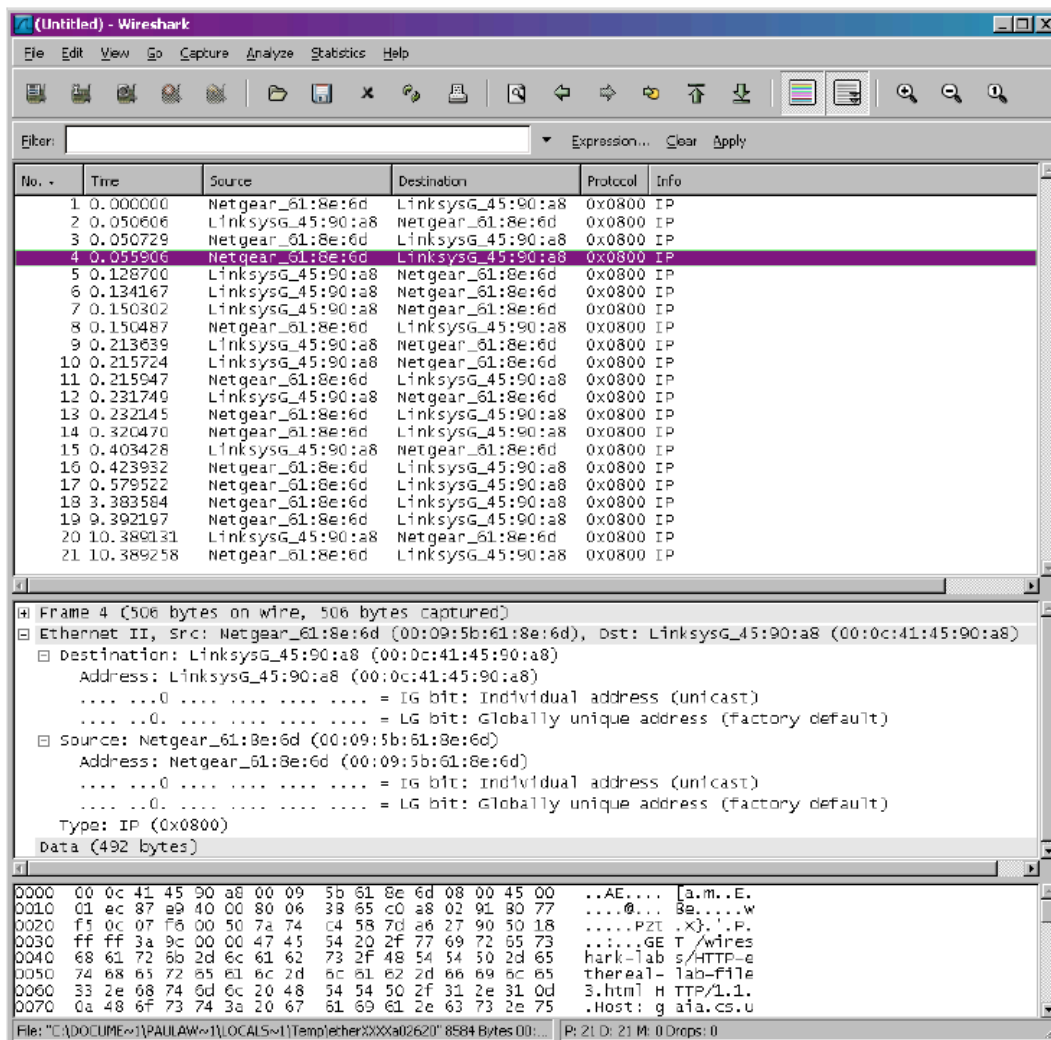 (Untitled) - Wireshark
File Edit View Go Capture Analyze Statistics Help
Filter: Expression... Clear Apply
No. Time Source Destination Protocol Info
1 0.000000 Netgear_61:8e:6d LinksysG_45:90:a8 0x0800 IP
2 0.050606 LinksysG_45:90:a8 Netgear_61:8e:6d 0x0800 IP
3 0.050729 Netgear_61:8e:6d LinksysG_45:90:a8 0x0800 IP
4 0.055906 Netgear_61:8e:6d LinksysG_45:90:a8 0x0800 IP
5 0.128700 LinksysG_45:90:a8 Netgear_61:8e:6d 0x0800 IP
6 0.134167 LinksysG_45:90:a8 Netgear_61:8e:6d 0x0800 IP
7 0.150302 LinksysG_45:90:a8 Netgear_61:8e:6d 0x0800 IP
8 0.150487 Netgear_61:8e:6d LinksysG_45:90:a8 0x0800 IP
9 0.213639 LinksysG_45:90:a8 Netgear_61:8e:6d 0x0800 IP
10 0.215724 LinksysG_45:90:a8 Netgear_61:8e:6d 0x0800 IP
11 0.215947 Netgear_61:8e:6d LinksysG_45:90:a8 0x0800 IP
12 0.231749 LinksysG_45:90:a8 Netgear_61:8e:6d 0x0800 IP
13 0.232145 Netgear_61:8e:6d LinksysG_45:90:a8 0x0800 IP
14 0.320470 Netgear_61:8e:6d LinksysG_45:90:a8 0x0800 IP
15 0.403428 LinksysG_45:90:a8 Netgear_61:8e:6d 0x0800 IP
16 0.423932 Netgear_61:8e:6d LinksysG_45:90:a8 0x0800 IP
17 0.579522 Netgear_61:8e:6d LinksysG_45:90:a8 0x0800 IP
18 3.383584 Netgear_61:8e:6d LinksysG_45:90:a8 0x0800 IP
19 9.392197 Netgear_61:8e:6d LinksysG_45:90:a8 0x0800 IP
20 10.389131 LinksysG_45:90:a8 Netgear_61:8e:6d 0x0800 IP
21 10.389258 Netgear_61:8e:6d LinksysG_45:90:a8 0x0800 IP
Frame 4 (506 bytes on wire, 506 bytes captured)
Ethernet II, Src: Netgear_61:8e:6d (00:09:5b:61:8e:6d), Dst: LinksysG_45:90:a8 (00:0c:41:45:90:a8)
Destination: LinksysG_45:90:a8 (00:0c:41:45:90:a8)
Address: LinksysG_45:90:a8 (00:0c:41:45:90:a8)
.... ...0 .... .... .... .... = IG bit: Individual address (unicast)
.... ..0. .... .... .... .... = LG bit: Globally unique address (factory default)
Source: Netgear_61:8e:6d (00:09:5b:61:8e:6d)
Address: Netgear_61:8e:6d (00:09:5b:61:8e:6d)
.... ...0 .... .... .... .... = IG bit: Individual address (unicast)
.... ..0. .... .... .... .... = LG bit: Globally unique address (factory default)
Type: IP (0x0800)
Data (492 bytes)
0000 00 0c 41 45 90 a8 00 09 5b 61 8e 6d 08 00 45 00 ..AE.... [a.m..E.
0010 01 ec 87 e9 40 00 80 06 38 65 c0 a8 02 91 80 77 ....@... 8e.....w
0020 f5 0c 07 f6 00 50 7a 74 c4 58 7d a6 27 90 50 18 .....Pzt .X}.'.P.
0030 ff ff 3a 9c 00 00 47 45 54 20 2f 77 69 72 65 73 ..:...GE T /wires
0040 68 61 72 6b 2d 6c 61 62 73 2f 48 54 54 50 2d 65 hark-lab s/HTTP-e
0050 74 68 65 72 65 61 6c 2d 6c 61 62 2d 66 69 6c 65 thereal- lab-file
0060 33 2e 68 74 6d 6c 20 48 54 54 50 2f 31 2e 31 0d 3.html H TTP/1.1.
0070 0a 48 6f 73 74 3a 20 67 61 69 61 2e 63 73 2e 75 .Host: g aia.cs.u
File: "C:\DOCUME~1\PAULAW~1\LOCALS~1\Temp\etherXXXXa02620" 8584 Bytes 00:... P: 21 D: 21 M: 0 Drops: 0